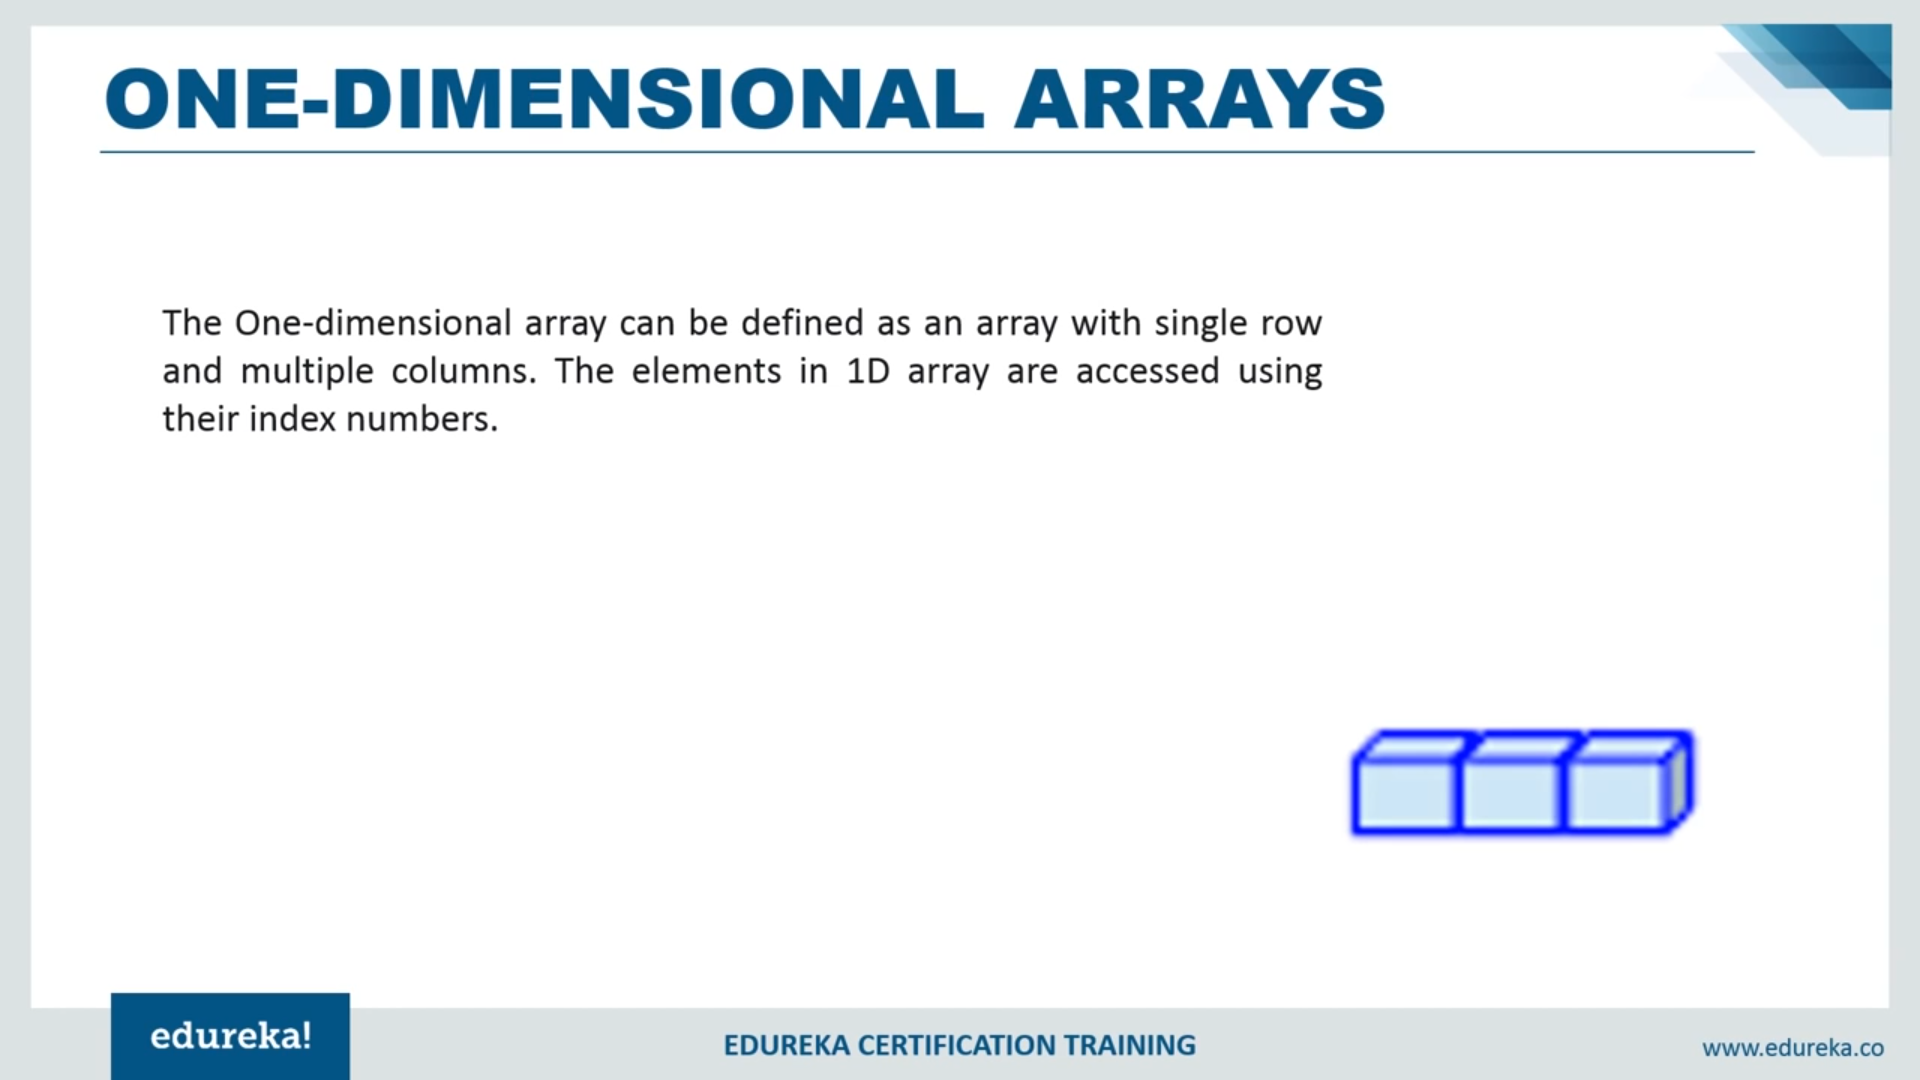 ONE-DIMENSIONAL ARRAYS
The One-dimensional array can be defined as an array with single row
and multiple columns. The elements in 1D array are accessed using
their index numbers.
edureka!
EDUREKA CERTIFICATION TRAINING
www.edureka.co